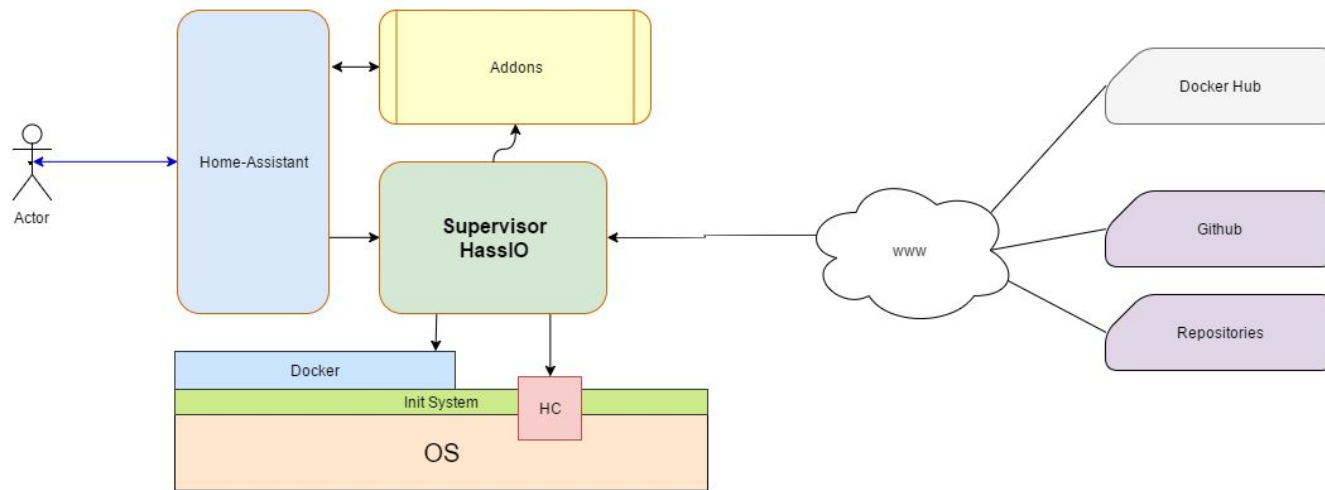 Addons
Docker Hub
Home-Assistant
Actor
Supervisor
HassIO
www
Github
Repositories
Docker
Init System
HC
OS